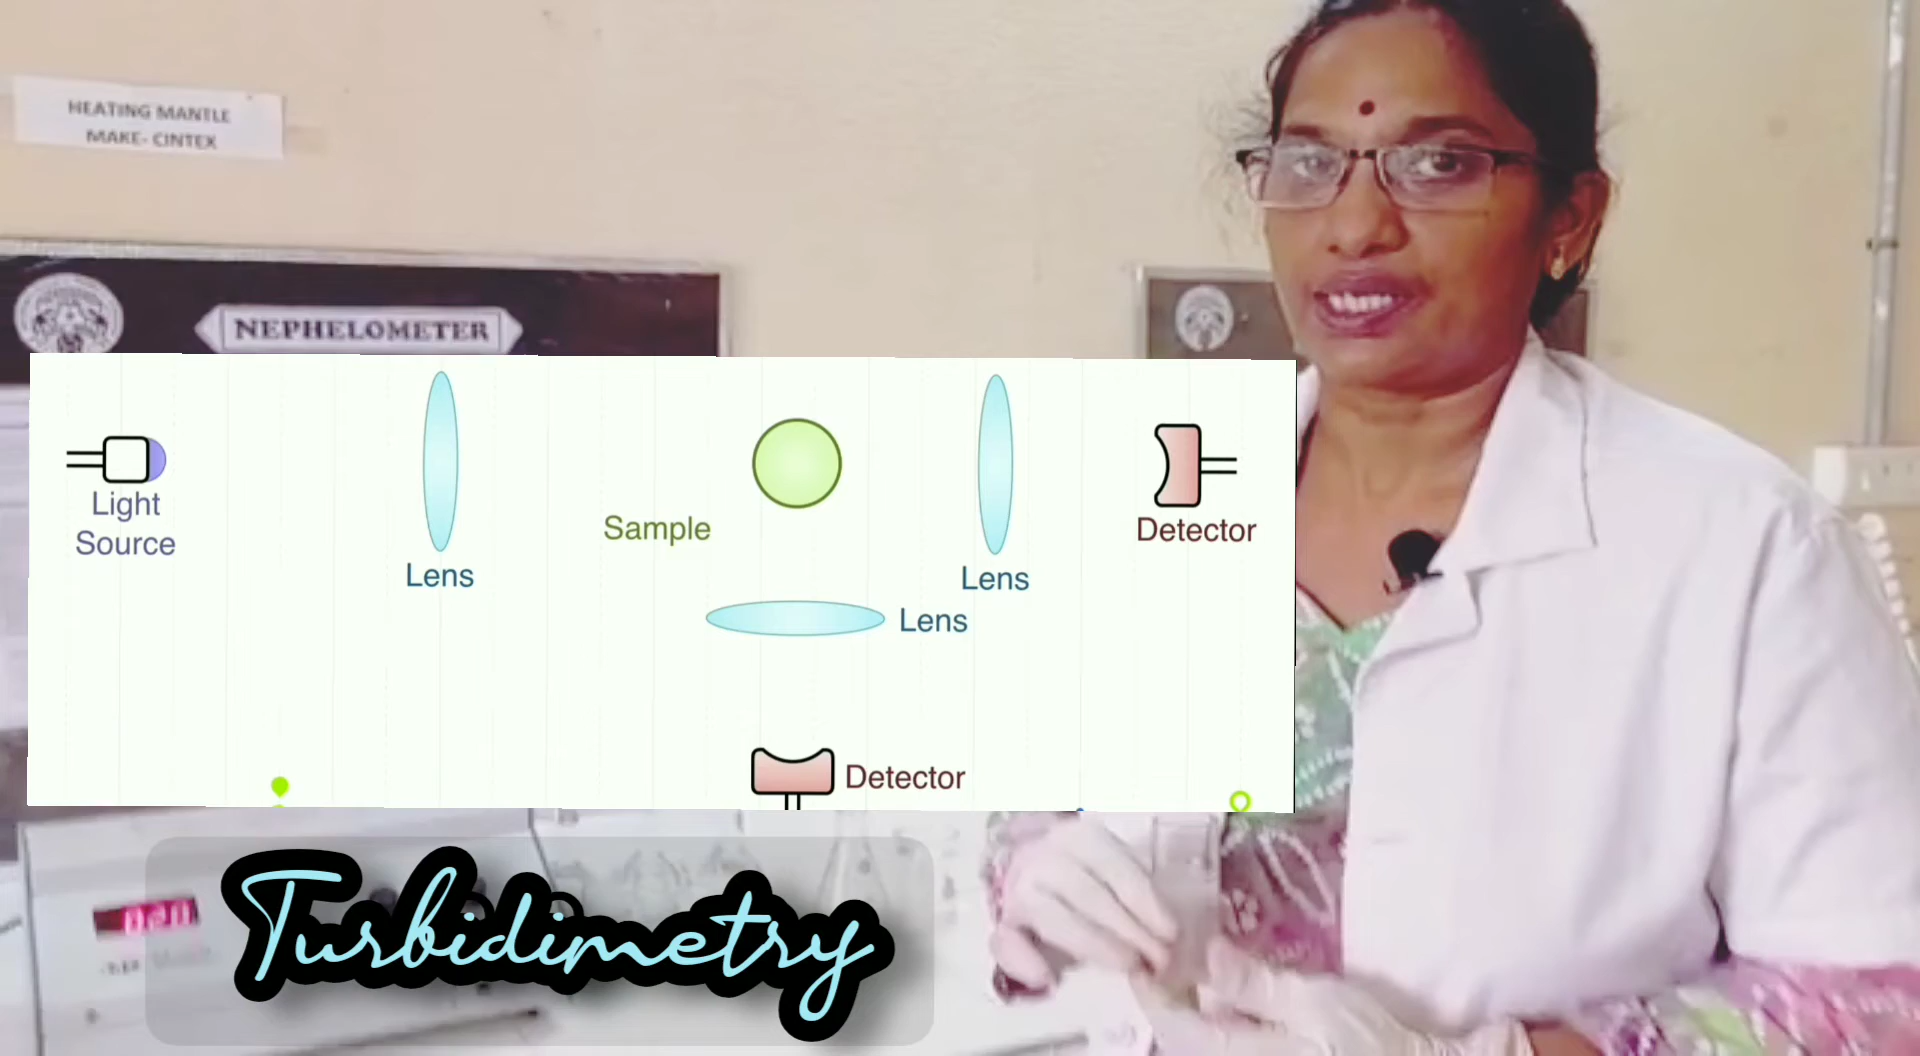 HEATING MANTLE
MAKE- CINTEX
NEPHELOMETER
Light
Source
Lens
Sample
Lens
Detector
Lens
Detector
Turbidimetry